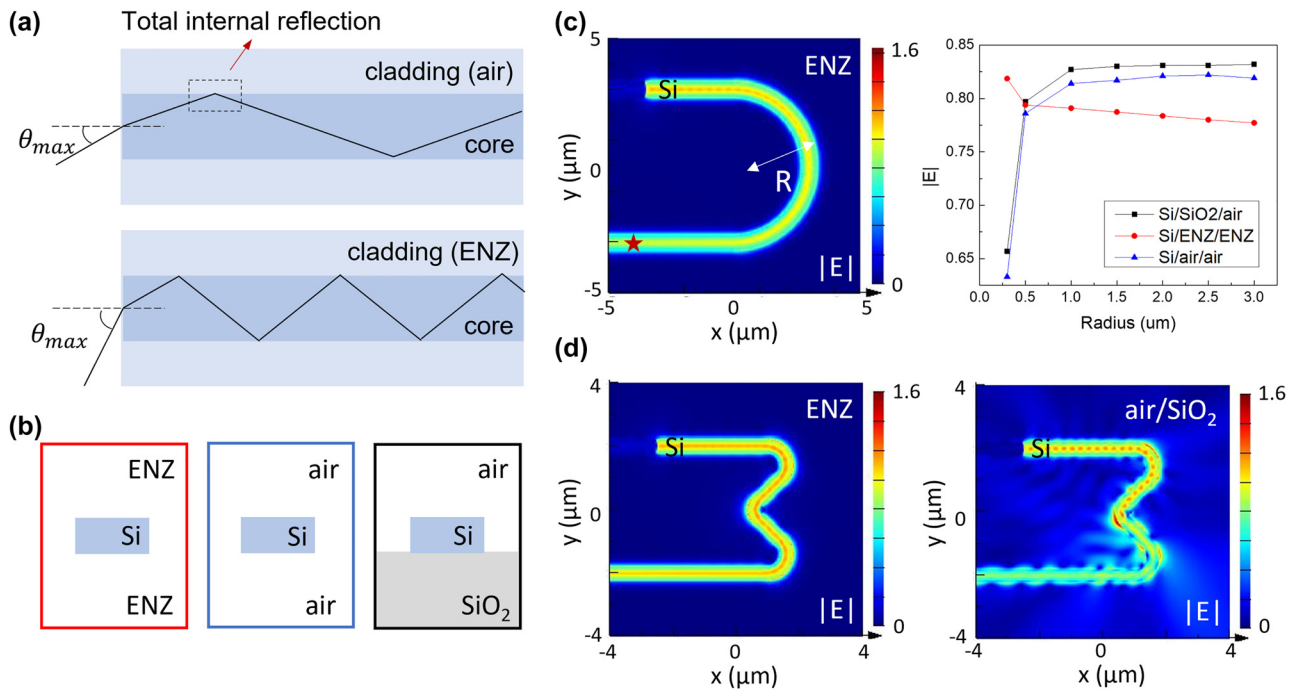 (a)
Total internal reflection
cladding (air)
θmax
core
cladding (ENZ)
θmax
core
(b)
ENZ
Si
ENZ
air
Si
air
air
Si
SiO2
(c)
5
0
-5
y (μm)
-5
0
5
x (μm)
ENZ
Si
R
|E|
1.6
0
0.85
0.80
0.75
0.70
0.65
|E|
Si/SiO2/air
Si/ENZ/ENZ
Si/air/air
0.0 0.5 1.0 1.5 2.0 2.5 3.0
Radius (um)
(d)
4
0
-4
y (μm)
-4
0
4
x (μm)
ENZ
Si
|E|
1.6
0
4
0
-4
y (μm)
-4
0
4
x (μm)
air/SiO2
Si
|E|
1.6
0